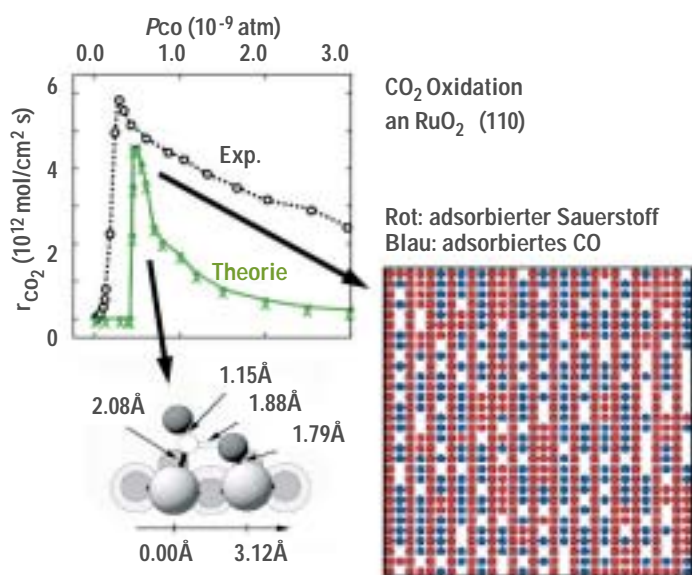 Pco (10⁻⁹ atm)
0.0 1.0 2.0 3.0
6
4
2
0
r_CO₂ (10¹² mol/cm² s)
Exp.
Theorie
CO₂ Oxidation
an RuO₂ (110)
Rot: adsorbierter Sauerstoff
Blau: adsorbiertes CO
1.15Å
2.08Å
1.88Å
1.79Å
0.00Å 3.12Å